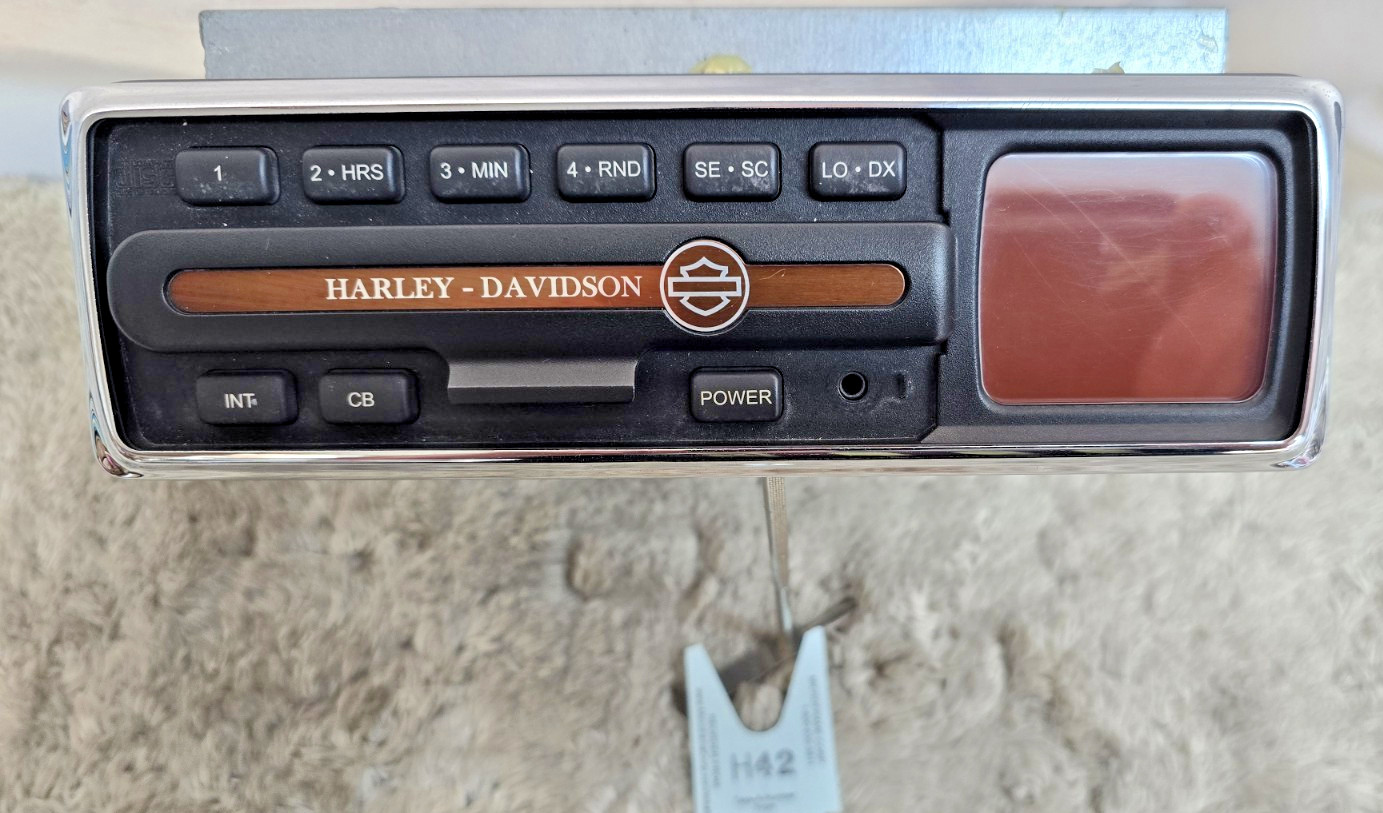 1
2 • HRS
3 • MIN
4 • RND
SE • SC
LO • DX
HARLEY - DAVIDSON
INT
CB
POWER
H42